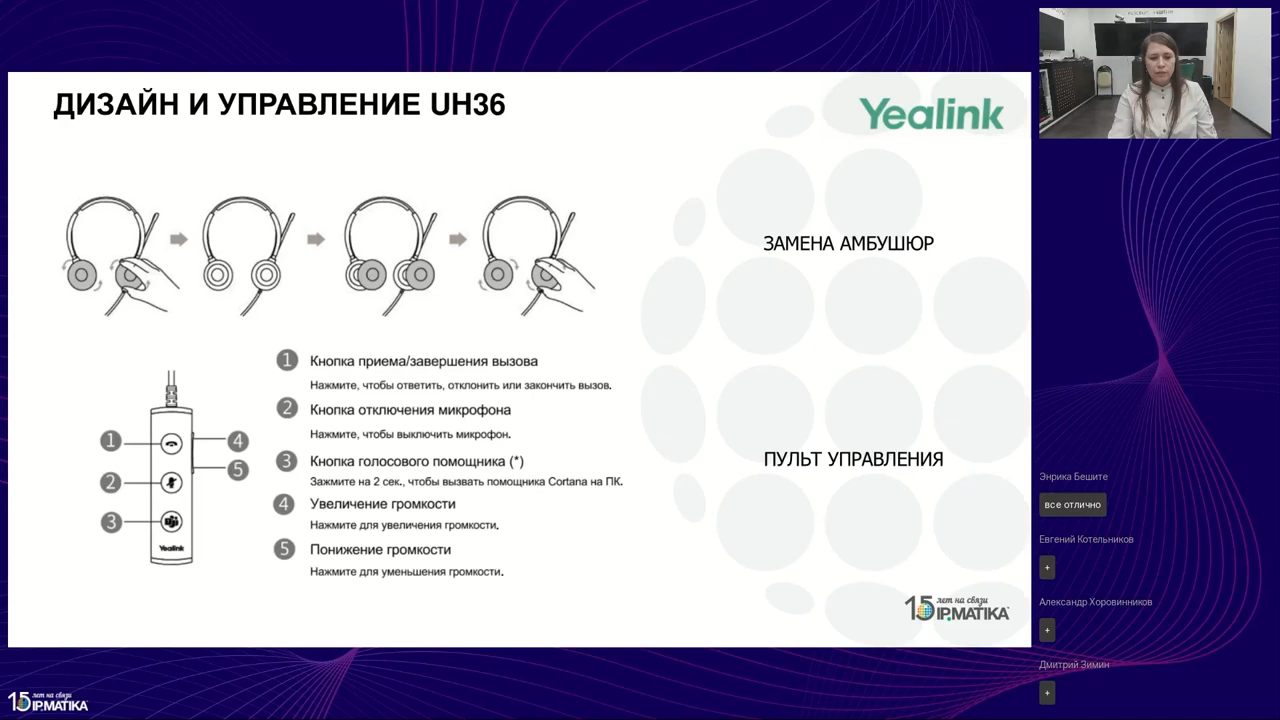 ДИЗАЙН И УПРАВЛЕНИЕ UH36
Yealink
ЗАМЕНА АМБУШЮР
1 Кнопка приема/завершения вызова
Нажмите, чтобы ответить, отклонить или закончить вызов.
2 Кнопка отключения микрофона
Нажмите, чтобы выключить микрофон.
3 Кнопка голосового помощника (*)
Зажмите на 2 сек., чтобы вызвать помощника Cortana на ПК.
4 Увеличение громкости
Нажмите для увеличения громкости.
5 Понижение громкости
Нажмите для уменьшения громкости.
1
2
3
4
5
Yealink
ПУЛЬТ УПРАВЛЕНИЯ
15 лет на связи
IPMATIKA
Энрика Бешите
все отлично
Евгений Котельников
+
Александр Хоровинников
+
Дмитрий Зимин
+
15 лет на связи
IPMATIKA